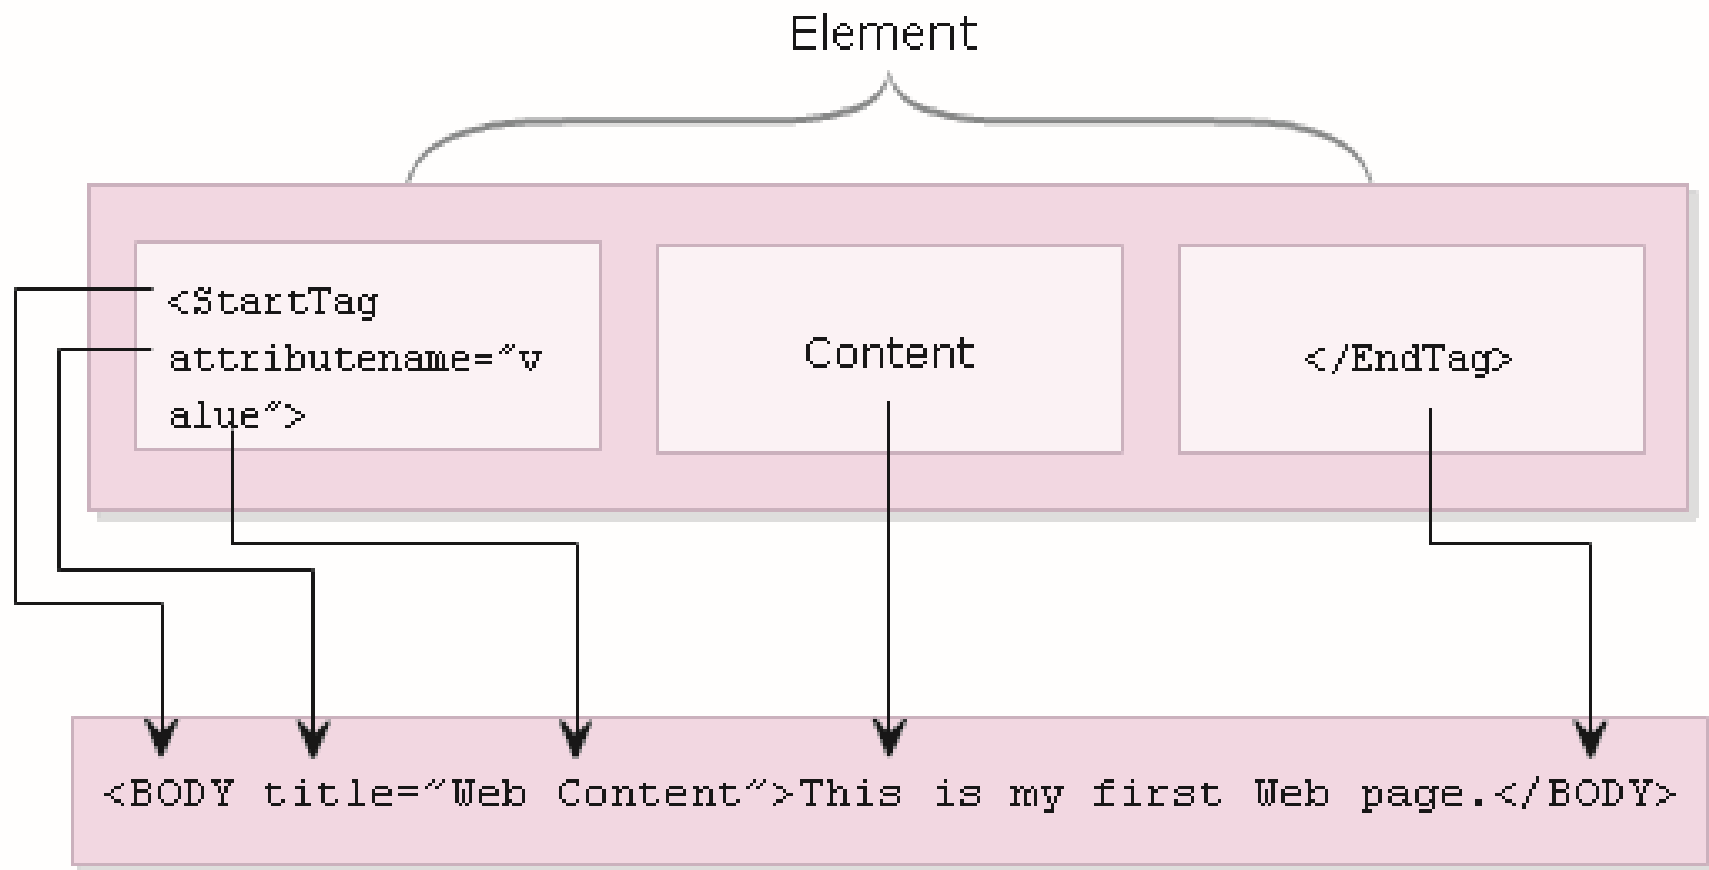 Element
<StartTag
attributename="v
alue">
Content
</EndTag>
<BODY title="Web Content">This is my first Web page.</BODY>